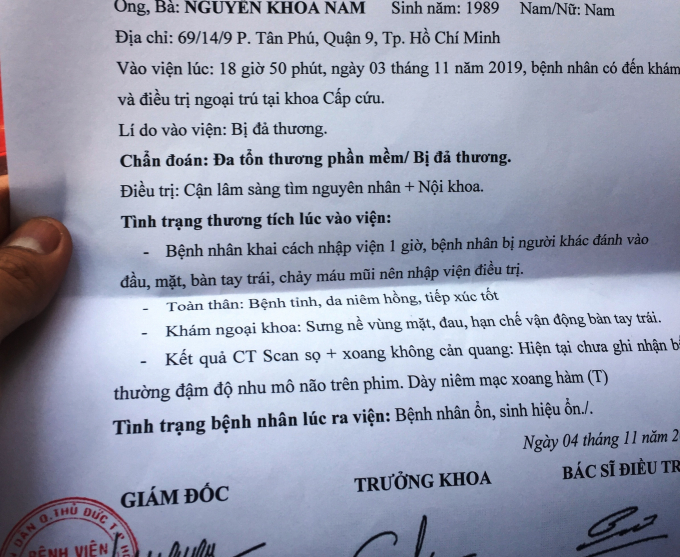 Ông, Bà: NGUYỄN KHOA NAM Sinh năm: 1989 Nam/Nữ: Nam
Địa chỉ: 69/14/9 P. Tân Phú, Quận 9, Tp. Hồ Chí Minh
Vào viện lúc: 18 giờ 50 phút, ngày 03 tháng 11 năm 2019, bệnh nhân có đến khám
và điều trị ngoại trú tại khoa Cấp cứu.
Lí do vào viện: Bị đả thương.
Chẩn đoán: Đa tổn thương phần mềm/ Bị đả thương.
Điều trị: Cận lâm sàng tìm nguyên nhân + Nội khoa.
Tình trạng thương tích lúc vào viện:
- Bệnh nhân khai cách nhập viện 1 giờ, bệnh nhân bị người khác đánh vào
đầu, mặt, bàn tay trái, chảy máu mũi nên nhập viện điều trị.
- Toàn thân: Bệnh tỉnh, da niêm hồng, tiếp xúc tốt
- Khám ngoại khoa: Sưng nề vùng mặt, đau, hạn chế vận động bàn tay trái.
- Kết quả CT Scan sọ + xoang không cản quang: Hiện tại chưa ghi nhận
thường đậm độ nhu mô não trên phim. Dày niêm mạc xoang hàm (T)
Tình trạng bệnh nhân lúc ra viện: Bệnh nhân ổn, sinh hiệu ổn./.
Ngày 04 tháng 11 năm
GIÁM ĐỐC TRƯỞNG KHOA BÁC SĨ ĐIỀU
DÂN Q.THỦ ĐỨC
BỆNH VIỆN